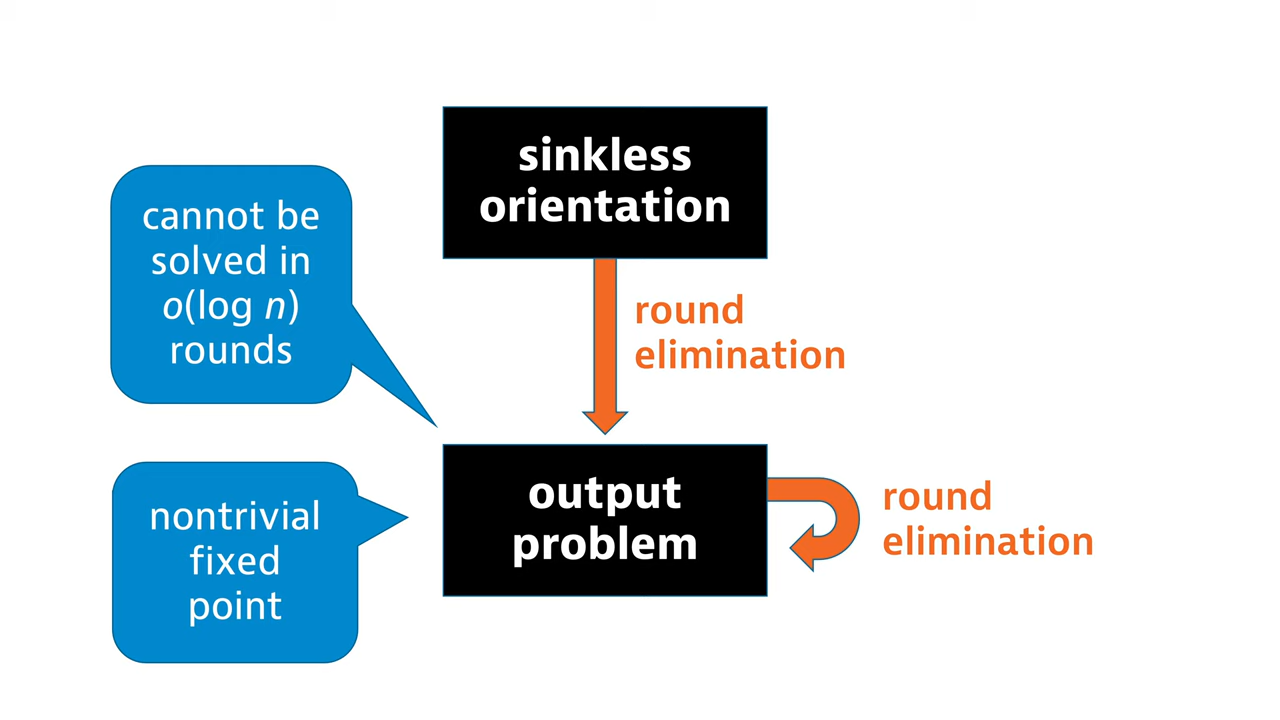 sinkless
orientation
cannot be
solved in
o(log n)
rounds
round
elimination
output
problem
round
elimination
nontrivial
fixed
point